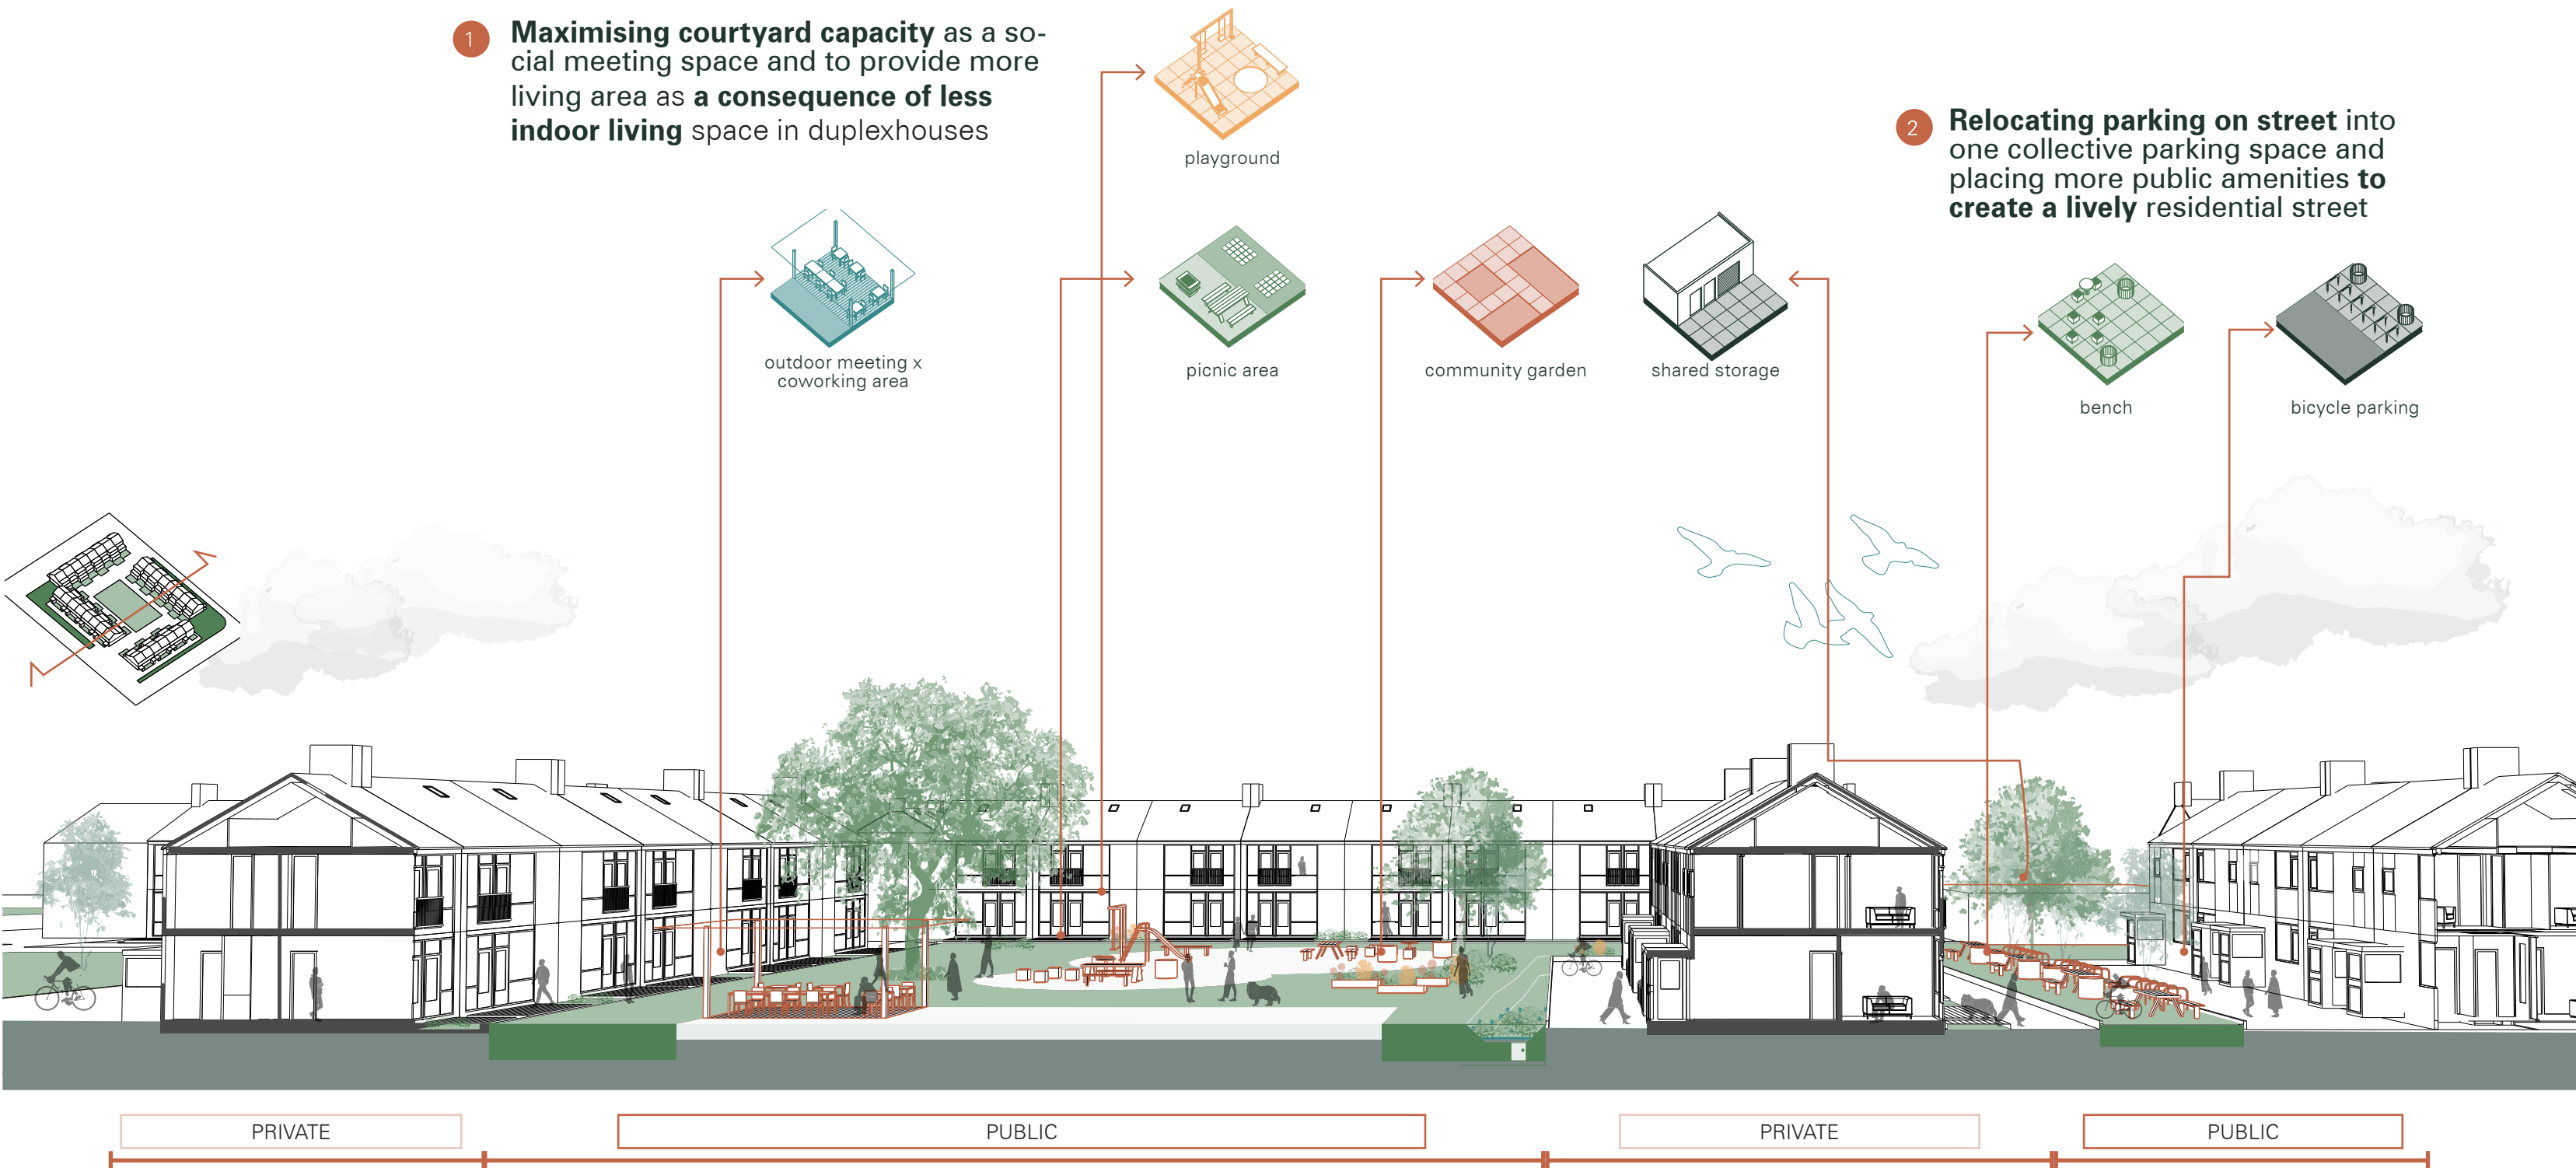 1
Maximising courtyard capacity as a so-
cial meeting space and to provide more
living area as a consequence of less
indoor living space in duplexhouses
playground
2
Relocating parking on street into
one collective parking space and
placing more public amenities to
create a lively residential street
outdoor meeting x
coworking area
picnic area
community garden
shared storage
bench
bicycle parking
PRIVATE
PUBLIC
PRIVATE
PUBLIC